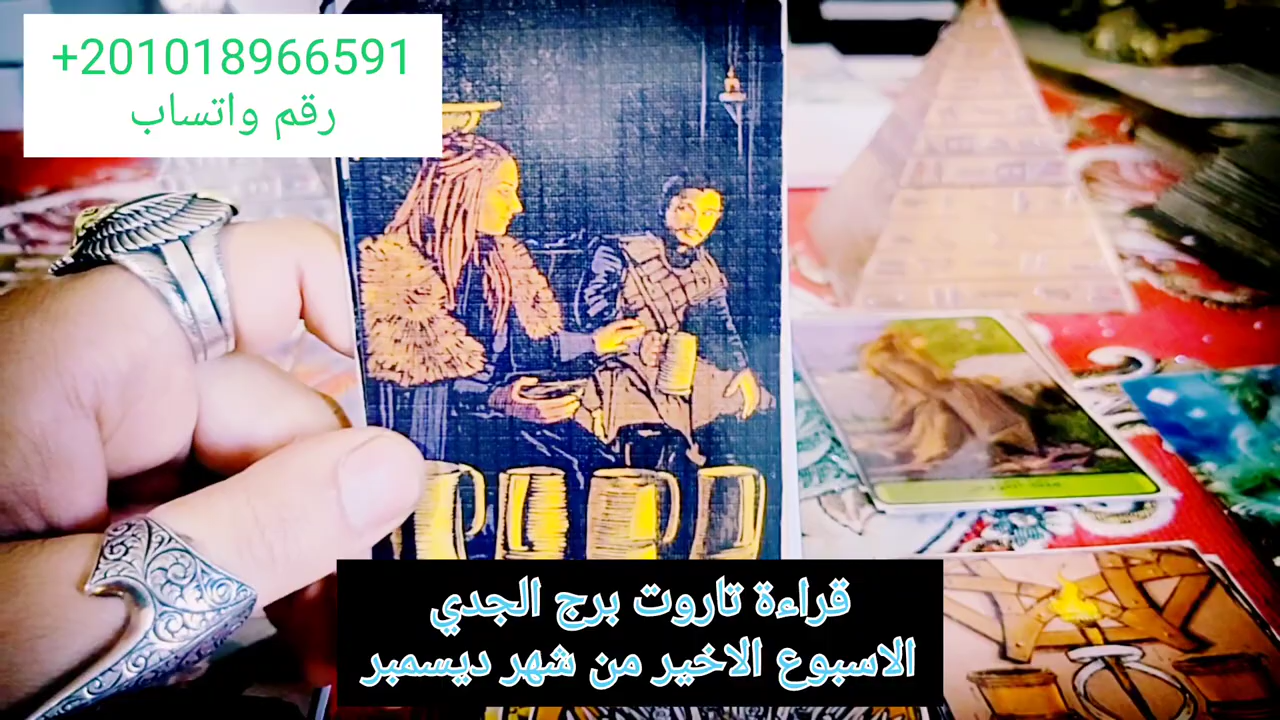 +201018966591
رقم واتساب
قراءة تاروت برج الجدي
الاسبوع الاخير من شهر ديسمبر